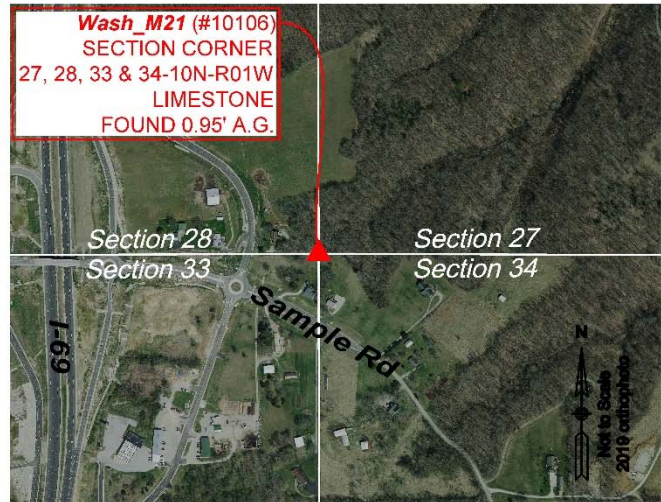 Wash_M21 (#10106)
SECTION CORNER
27, 28, 33 & 34-10N-R01W
LIMESTONE
FOUND 0.95' A.G.
Section 28
Section 27
Section 33
Section 34
Sample Rd
I-69
N
Not to Scale
2019 orthophoto